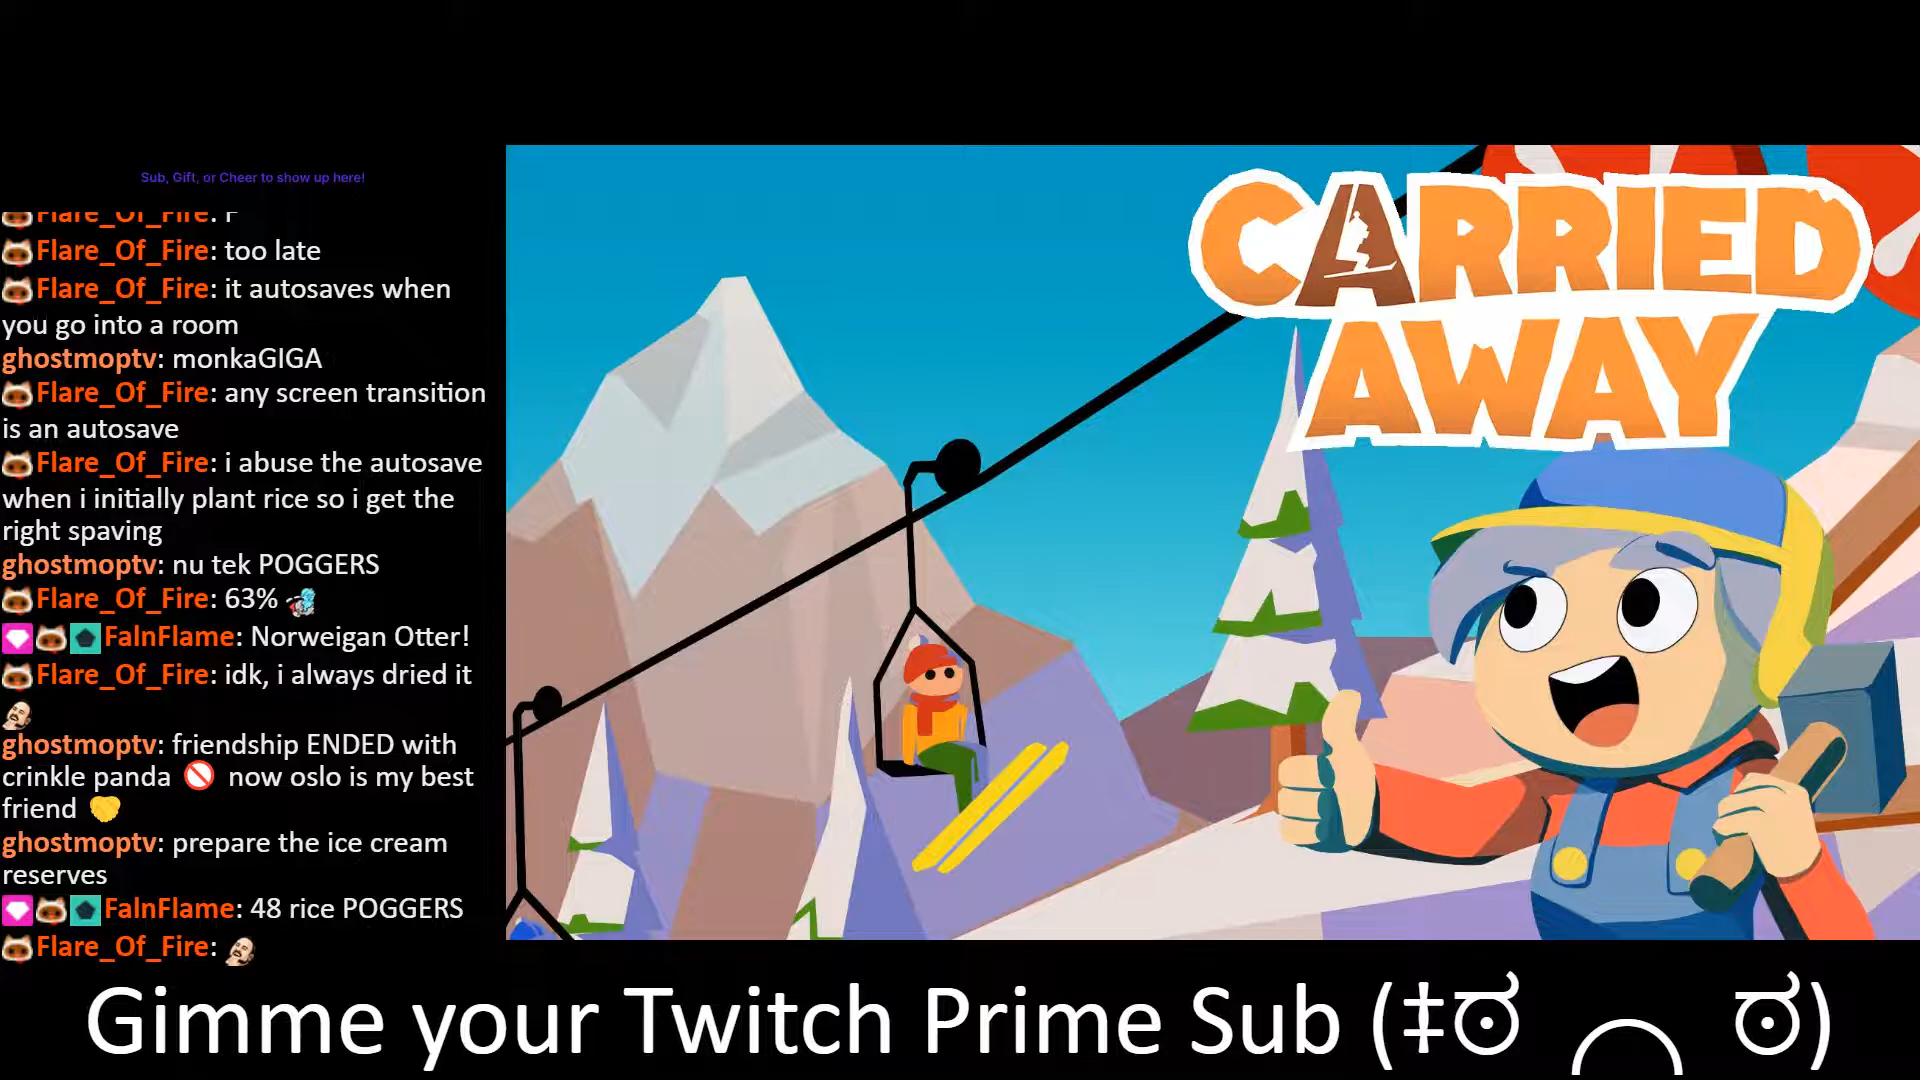 Sub, Gift, or Cheer to show up here!
Flare_Of_Fire: F
Flare_Of_Fire: too late
Flare_Of_Fire: it autosaves when
you go into a room
ghostmoptv: monkaGIGA
Flare_Of_Fire: any screen transition
is an autosave
Flare_Of_Fire: i abuse the autosave
when i initially plant rice so i get the
right spaving
ghostmoptv: nu tek POGGERS
Flare_Of_Fire: 63%
FalnFlame: Norweigan Otter!
Flare_Of_Fire: idk, i always dried it
ghostmoptv: friendship ENDED with
crinkle panda 🚫 now oslo is my best
friend
ghostmoptv: prepare the ice cream
reserves
FalnFlame: 48 rice POGGERS
Flare_Of_Fire:
CARRIED
AWAY
Gimme your Twitch Prime Sub (‡ಠ ⁀ ಠ)